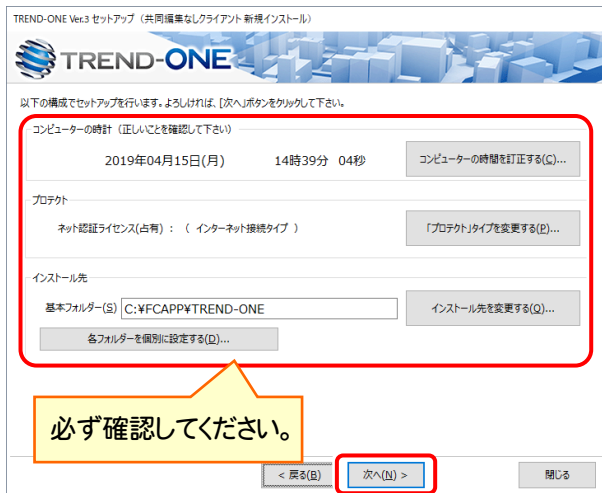 TREND-ONE Ver.3 セットアップ（共同編集なしクライアント 新規インストール）
TREND-ONE
以下の構成でセットアップを行います。よろしければ、[次へ]ボタンをクリックして下さい。
コンピューターの時計（正しいことを確認して下さい）
2019年04月15日(月) 14時39分 04秒 コンピューターの時間を訂正する(C)...
プロテクト
ネット認証ライセンス(占有) : （ インターネット接続タイプ ） 「プロテクト」タイプを変更する(P)...
インストール先
基本フォルダー(S) C:¥FCAPP¥TREND-ONE インストール先を変更する(Q)...
各フォルダーを個別に設定する(D)...
必ず確認してください。
< 戻る(B) 次へ(N) > 閉じる